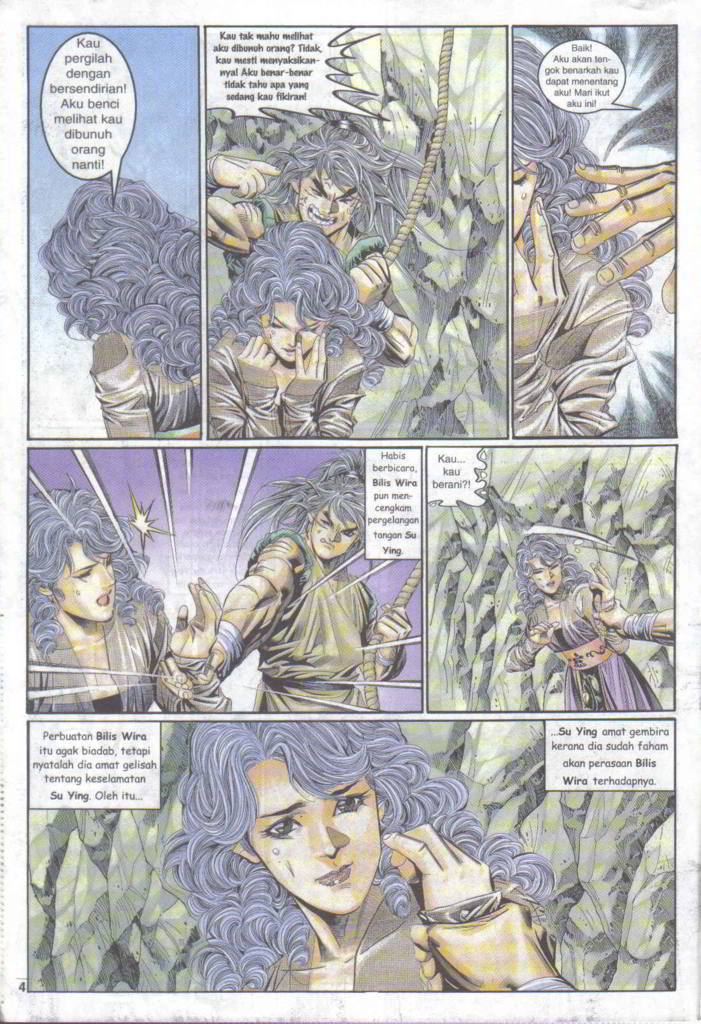 Kau
pergilah
dengan
bersendirian!
Aku benci
melihat kau
dibunuh
orang
nanti!
Kau tak mahu melihat
aku dibunuh orang? Tidak,
kau mesti menyaksikan-
nya! Aku benar-benar
tidak tahu apa yang
sedang kau fikiran!
Baik!
Aku akan ten-
gok benarkah kau
dapat menentang
aku! Mari ikut
aku ini!
Habis
berbicara,
Bilis Wira
pun men-
cengkam
pergelangan
tangan Su
Ying.
Kau...
kau
berani?!
Perbuatan Bilis Wira
itu agak biadab, tetapi
nyatalah dia amat gelisah
tentang keselamatan
Su Ying. Oleh itu...
...Su Ying amat gembira
kerana dia sudah faham
akan perasaan Bilis
Wira terhadapnya.
4